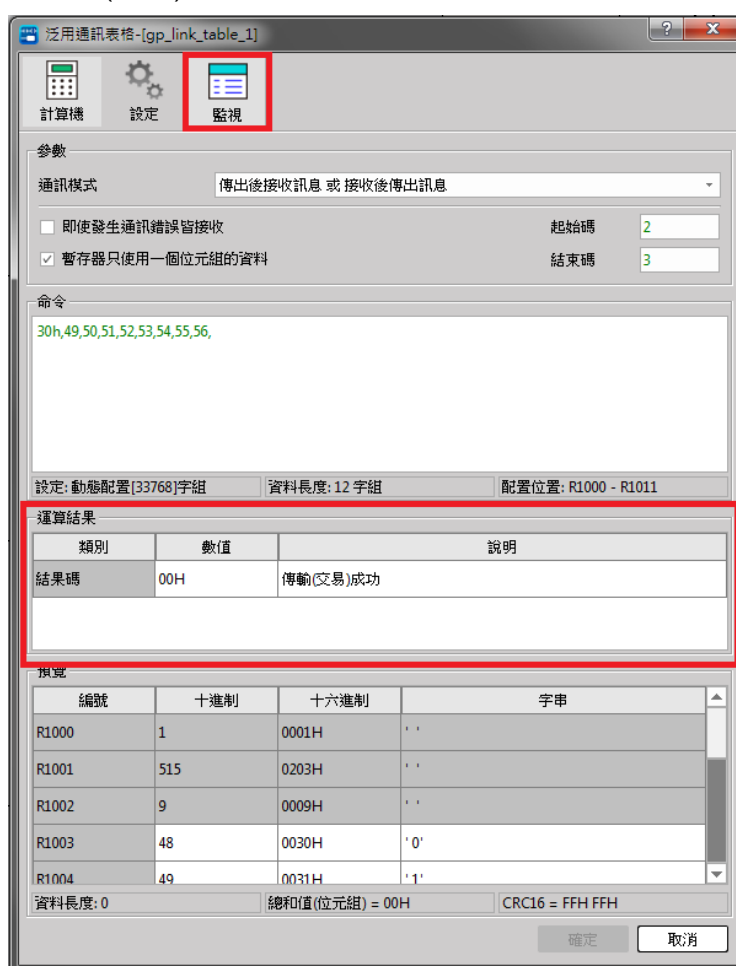 泛用通訊表格-[gp_link_table_1]
計算機 設定 監視
參數
通訊模式 傳出後接收訊息 或 接收後傳出訊息
即使發生通訊錯誤皆接收 起始碼 2
暫存器只使用一個位元組的資料 結束碼 3
命令
30h,49,50,51,52,53,54,55,56,
設定: 動態配置[33768]字組 資料長度: 12 字組 配置位置: R1000 - R1011
運算結果
類別 數值 說明
結果碼 00H 傳輸(交易)成功
預覽
編號 十進制 十六進制 字串
R1000 1 0001H ' '
R1001 515 0203H ' '
R1002 9 0009H ' '
R1003 48 0030H ' 0'
R1004 49 0031H ' 1'
資料長度: 0 總和值(位元組) = 00H CRC16 = FFH FFH
確定 取消